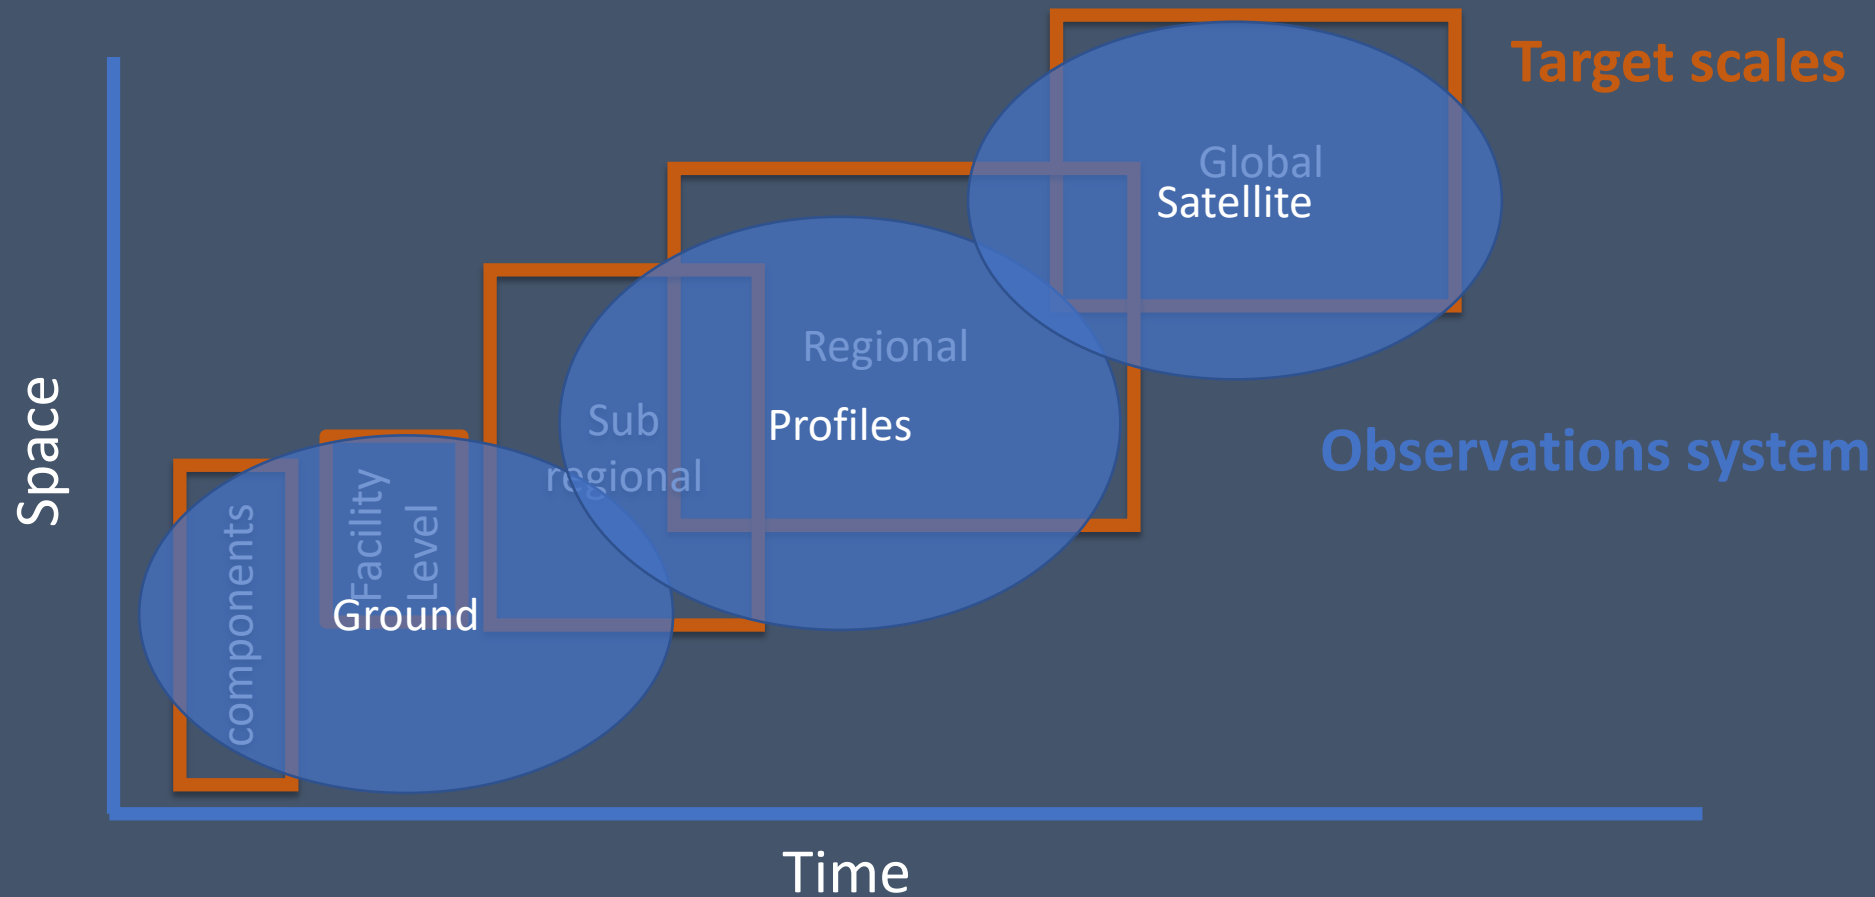 Target scales
Global
Satellite
Regional
Sub
regional
Profiles
Observations system
Space
components
Facility
Level
Ground
Time